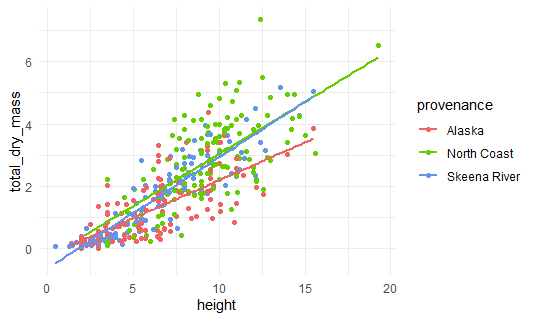 6
4
2
0
total_dry_mass
0
5
10
15
20
height
provenance
Alaska
North Coast
Skeena River